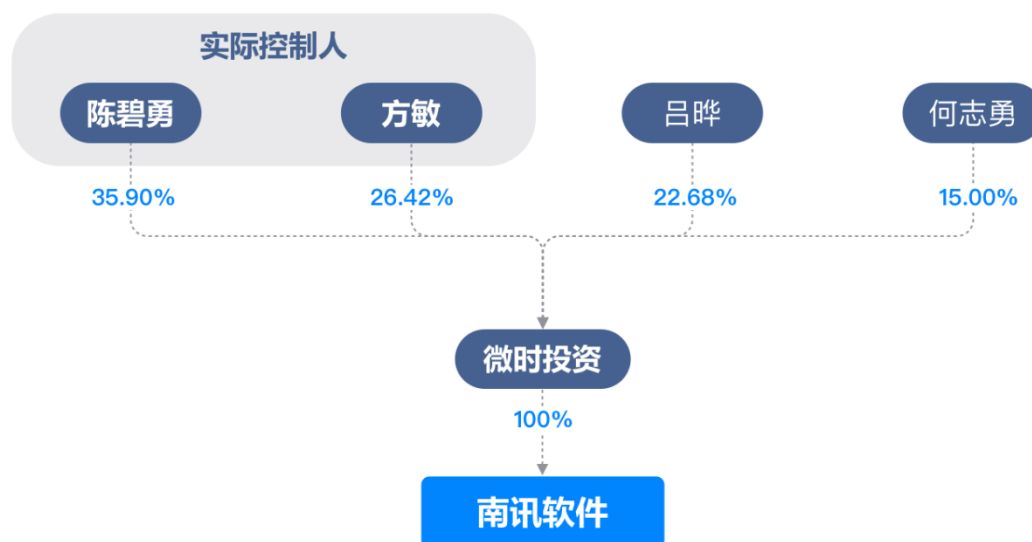 实际控制人
陈碧勇 方敏 吕晔 何志勇
35.90% 26.42% 22.68% 15.00%
微时投资
100%
南讯软件